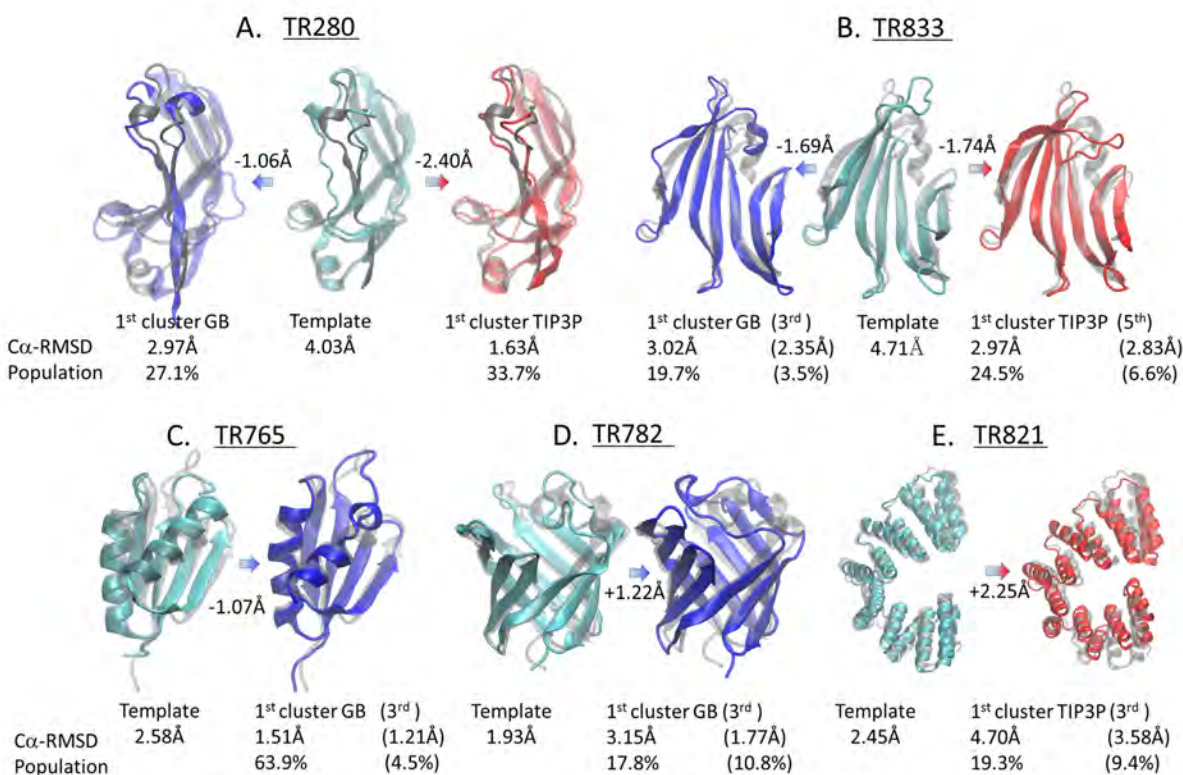 A. TR280
B. TR833
-1.06Å
-2.40Å
-1.69Å
-1.74Å
1st cluster GB Template 1st cluster TIP3P
Cα-RMSD 2.97Å 4.03Å 1.63Å
Population 27.1% 33.7%
1st cluster GB (3rd) Template 1st cluster TIP3P (5th)
3.02Å (2.35Å) 4.71Å 2.97Å (2.83Å)
19.7% (3.5%) 24.5% (6.6%)
C. TR765
D. TR782
E. TR821
-1.07Å
+1.22Å
+2.25Å
Template 1st cluster GB (3rd) Template 1st cluster GB (3rd) Template 1st cluster TIP3P (3rd)
Cα-RMSD 2.58Å 1.51Å (1.21Å) 1.93Å 3.15Å (1.77Å) 2.45Å 4.70Å (3.58Å)
Population 63.9% (4.5%) 17.8% (10.8%) 19.3% (9.4%)